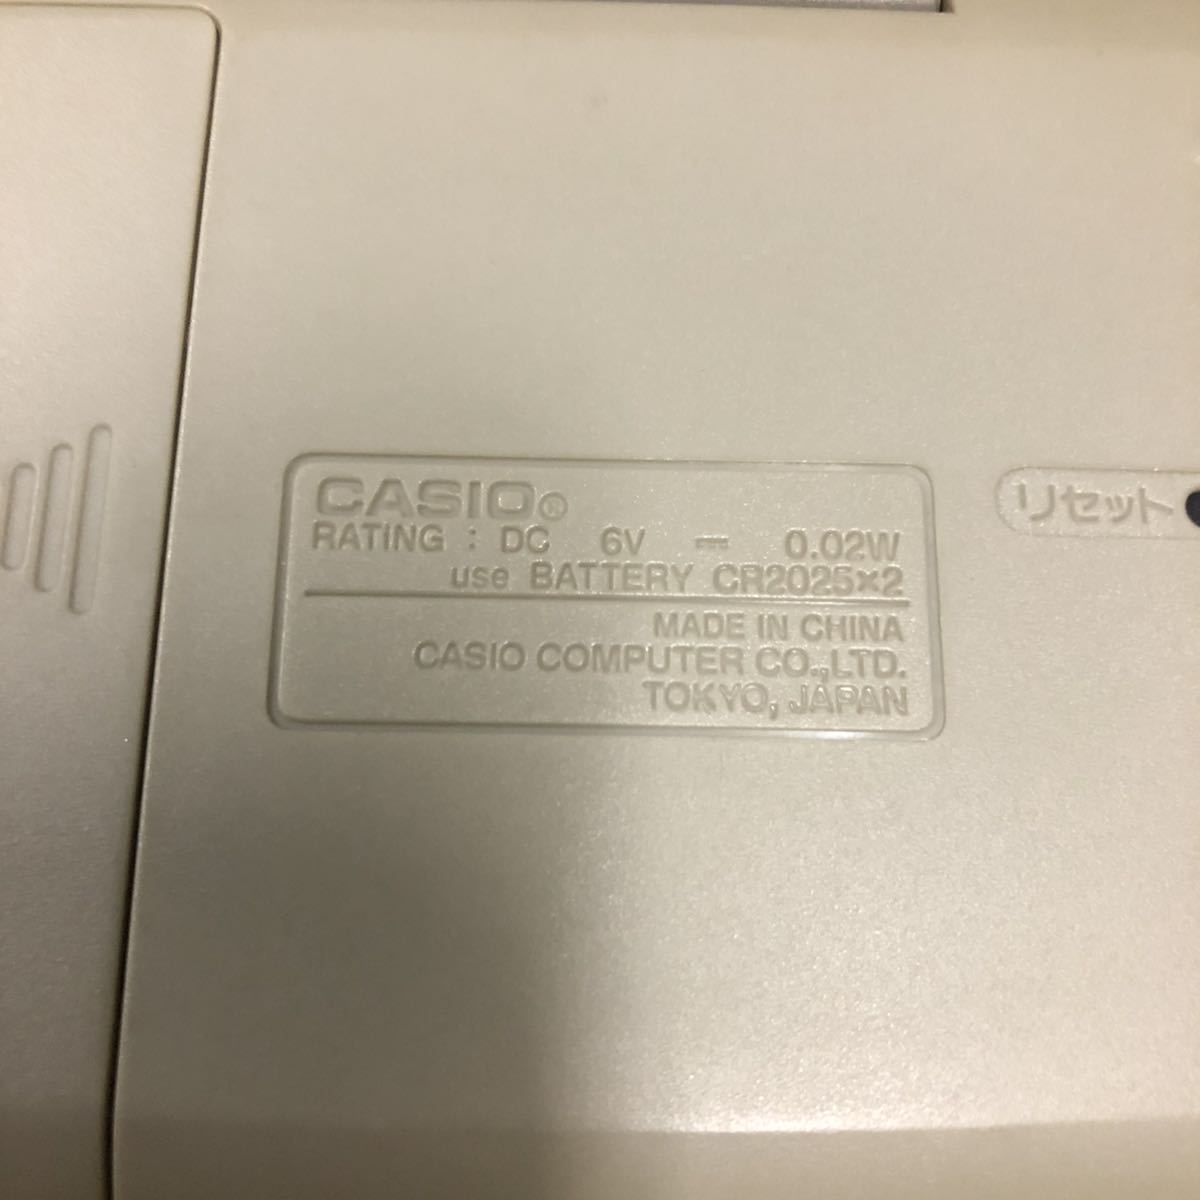 CASIO®
RATING : DC 6V ⎓ 0.02W
use BATTERY CR2025×2
MADE IN CHINA
CASIO COMPUTER CO.,LTD.
TOKYO, JAPAN
リセット